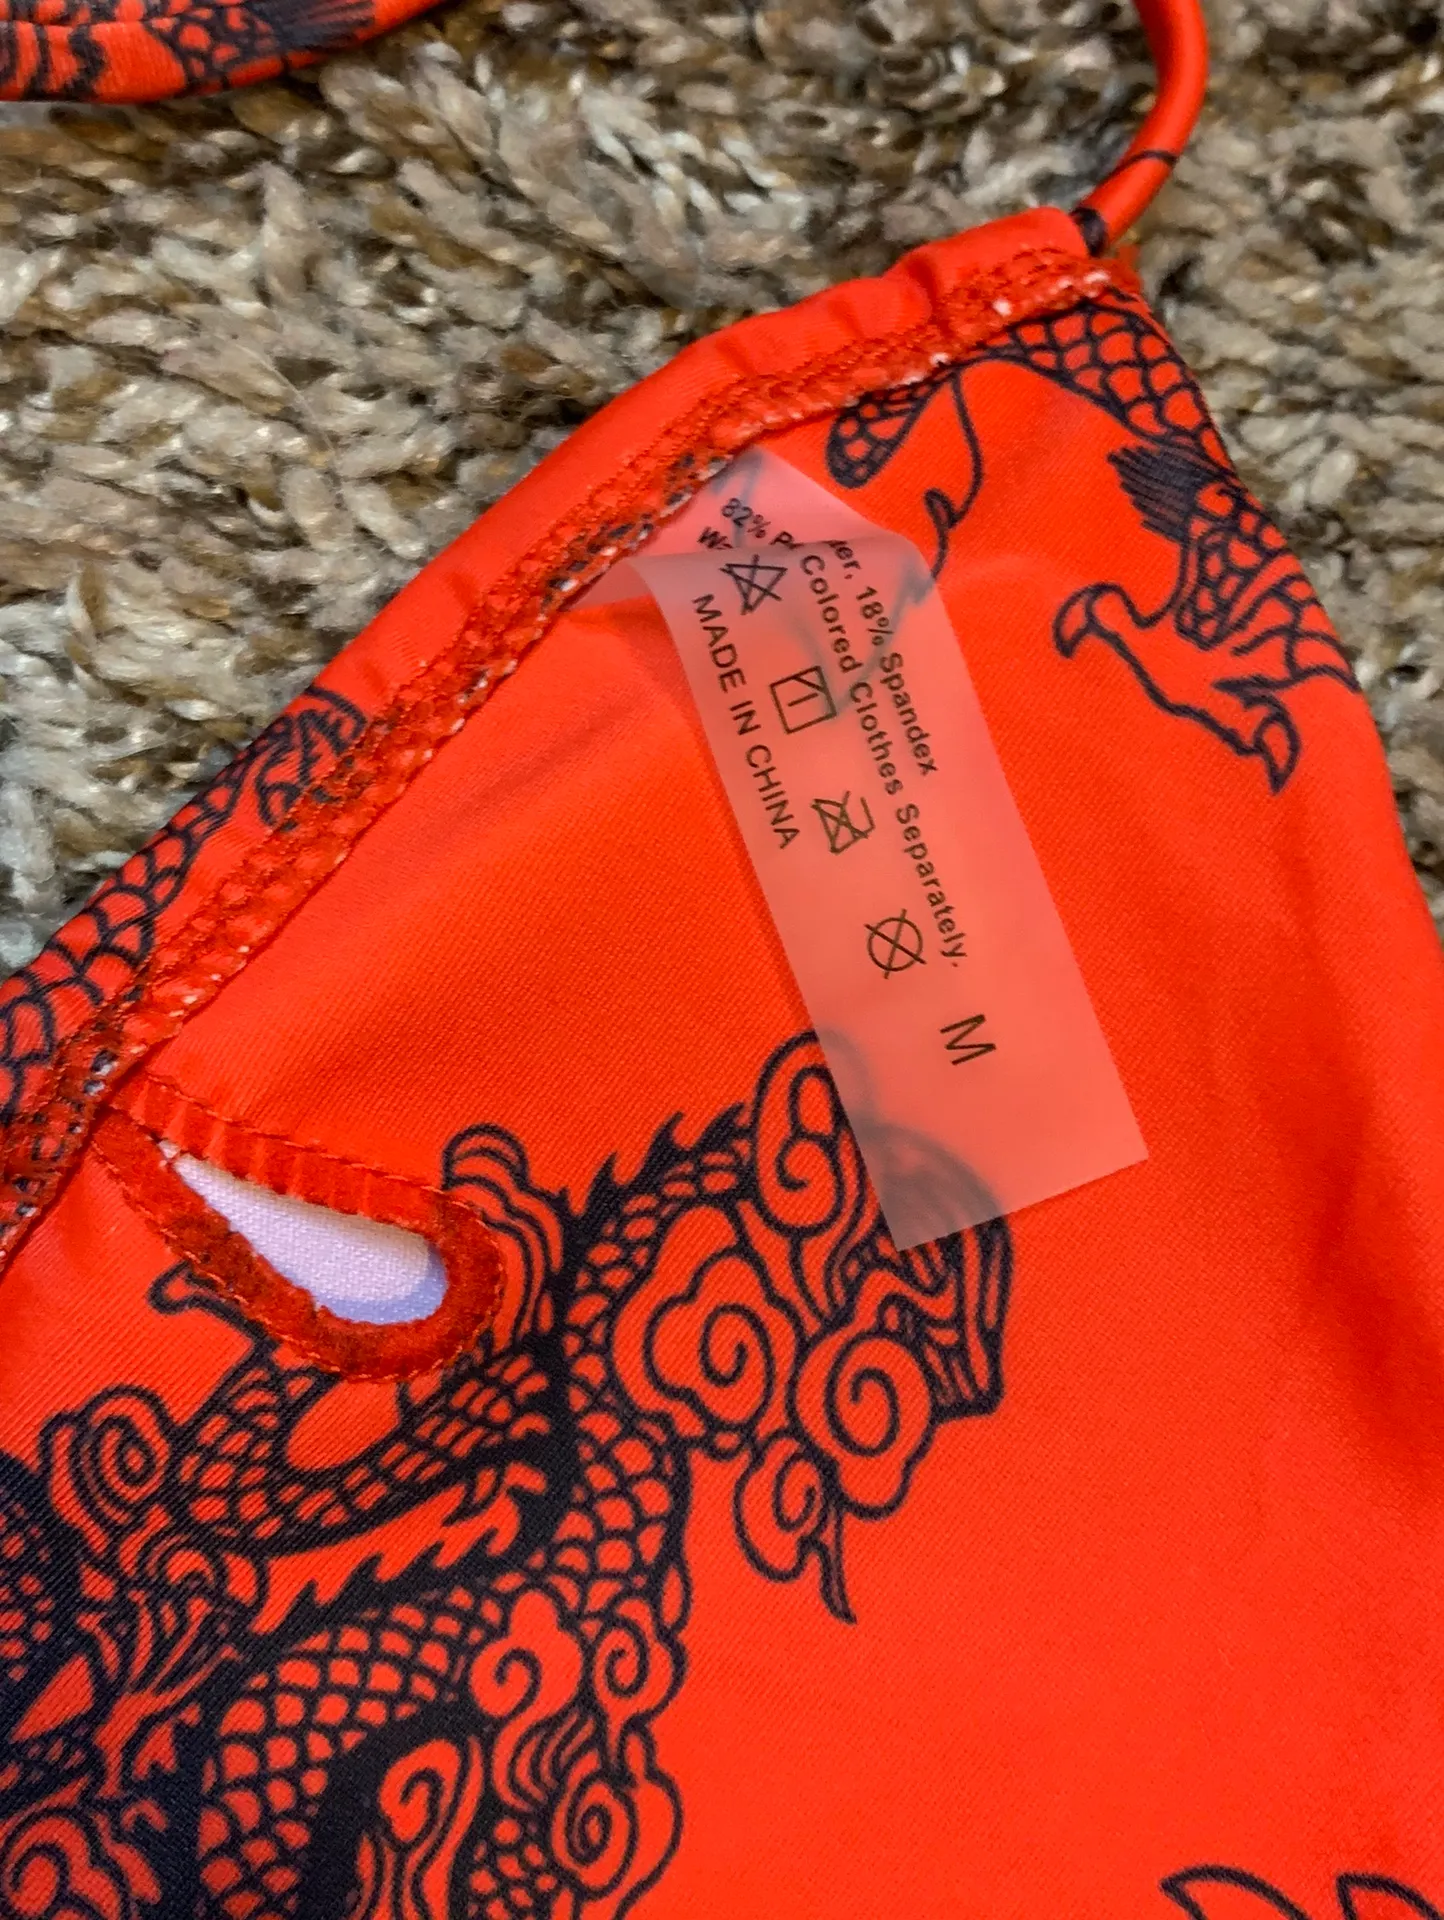 82% P  er, 18% Spandex
Colored Clothes Separately.
MADE IN CHINA
M